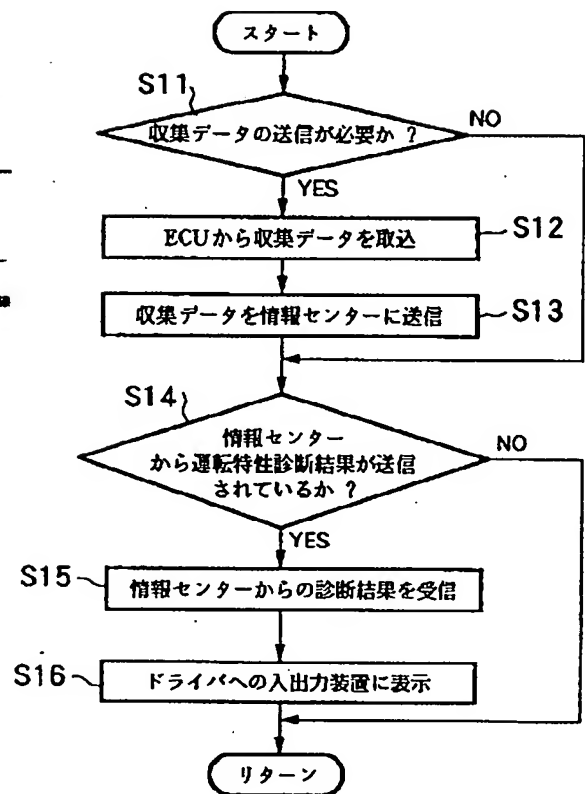 スタート
S11
収集データの送信が必要か ?
NO
YES
ECUから収集データを取込
S12
収集データを情報センターに送信
S13
S14
情報センター
から運転特性診断結果が送信
されているか ?
NO
YES
S15
情報センターからの診断結果を受信
S16
ドライバへの入出力装置に表示
リターン